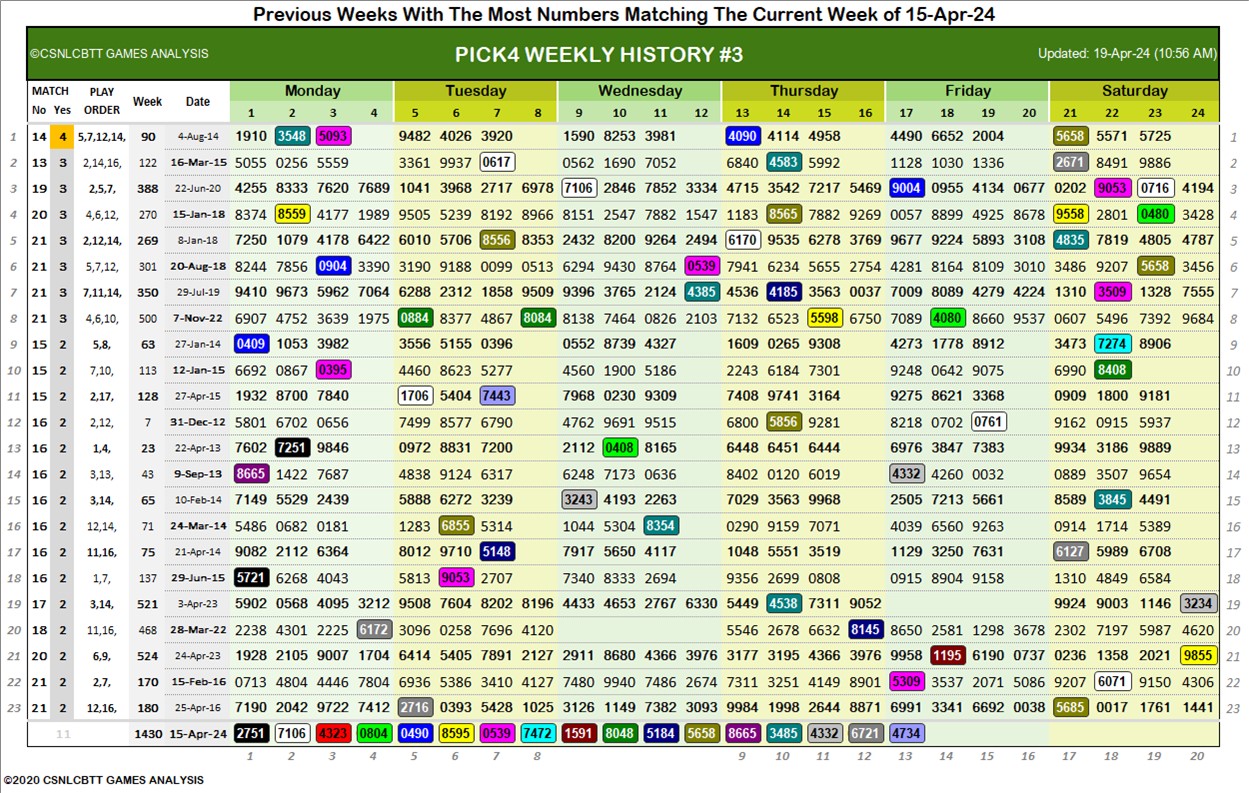 Previous Weeks With The Most Numbers Matching The Current Week of 15-Apr-24
©CSNLCBTT GAMES ANALYSIS PICK4 WEEKLY HISTORY #3 Updated: 19-Apr-24 (10:56 AM)
MATCH PLAY Week Date Monday Tuesday Wednesday Thursday Friday Saturday
No Yes ORDER 1 2 3 4 5 6 7 8 9 10 11 12 13 14 15 16 17 18 19 20 21 22 23 24
1 14 4 5,7,12,14, 90 4-Aug-14 1910 3548 5093 9482 4026 3920 1590 8253 3981 4090 4114 4958 4490 6652 2004 5658 5571 5725 1
2 13 3 2,14,16, 122 16-Mar-15 5055 0256 5559 3361 9937 0617 0562 1690 7052 6840 4583 5992 1128 1030 1336 2671 8491 9886 2
3 19 3 2,5,7, 388 22-Jun-20 4255 8333 7620 7689 1041 3968 2717 6978 7106 2846 7852 3334 4715 3542 7217 5469 9004 0955 4134 0677 0202 9053 0716 4194 3
4 20 3 4,6,12, 270 15-Jan-18 8374 8559 4177 1989 9505 5239 8192 8966 8151 2547 7882 1547 1183 8565 7882 9269 0057 8899 4925 8678 9558 2801 0480 3428 4
5 21 3 2,12,14, 269 8-Jan-18 7250 1079 4178 6422 6010 5706 8556 8353 2432 8200 9264 2494 6170 9535 6278 3769 9677 9224 5893 3108 4835 7819 4805 4787 5
6 21 3 5,7,12, 301 20-Aug-18 8244 7856 0904 3390 3190 0640 0099 0513 6294 9430 8764 0539 7941 6234 5655 2754 4281 8164 8109 3010 3486 9207 5658 3456 6
7 21 3 7,11,14, 350 29-Jul-19 9410 9673 5962 7064 6288 2312 1858 9509 9396 3765 2124 4385 4536 4185 3563 0037 7009 8089 4279 4224 1310 3509 1328 7555 7
8 21 3 4,6,10, 500 7-Nov-22 6907 4752 3639 1975 0884 8377 4867 8084 8138 7464 0826 2103 7132 6523 5598 6750 7089 4080 8660 9537 0607 5496 7392 9684 8
9 15 2 5,8, 63 27-Jan-14 0409 1053 3982 3556 5155 0396 0552 8739 4327 1609 0265 9308 4273 1778 8912 3473 7274 8906 9
10 15 2 7,10, 113 12-Jan-15 6692 0867 0395 4460 8623 5277 4560 1900 5186 2243 6184 7301 9248 0642 9075 6990 8408 10
11 15 2 2,17, 128 27-Apr-15 1932 8700 7840 1706 5404 7443 7968 0230 9309 7408 9741 3164 9275 8621 3368 0909 1800 9181 11
12 16 2 2,12, 7 31-Dec-12 5801 6702 0656 7499 8577 6790 4762 9691 9515 6800 5856 9281 8218 0702 0761 9162 0915 5937 12
13 16 2 1,4, 23 22-Apr-13 7602 7251 9846 0972 8831 7200 2112 0408 8165 6448 6451 6444 6976 3847 7383 9934 3186 9889 13
14 16 2 3,13, 43 9-Sep-13 8665 1422 7687 4838 9124 6317 6248 7173 0636 8402 0120 6019 4332 4260 0032 0889 3507 9654 14
15 16 2 3,14, 65 10-Feb-14 7149 5529 2439 5888 6272 3239 3243 4193 2263 7029 3563 9968 2505 7213 5661 8589 3845 4491 15
16 16 2 12,14, 71 24-Mar-14 5486 0682 0181 1283 6855 5314 1044 5304 8354 0290 9159 7071 4039 6560 9263 0914 1714 5389 16
17 16 2 11,16, 75 21-Apr-14 9082 2112 6364 8012 9710 5148 7917 5650 4117 1048 5551 3519 1129 3250 7631 6127 5989 6708 17
18 16 2 1,7, 137 29-Jun-15 5721 6268 4043 5813 9053 2707 7340 8333 2694 9356 2699 0808 0915 8904 9158 1310 4849 6584 18
19 17 2 3,14, 521 3-Apr-23 5902 0568 4095 3212 9508 7604 8202 8196 4433 4653 2767 6330 5449 4538 7311 9052 9924 9003 1146 3234 19
20 18 2 11,16, 468 28-Mar-22 2238 4301 2225 6172 3096 0258 7696 4120 5546 2678 6632 8145 8650 2581 1298 3678 2302 7197 5987 4620 20
21 20 2 6,9, 524 24-Apr-23 1928 2105 9007 1704 6414 5405 7891 2127 2911 8680 4366 3976 3177 3195 4366 3976 9958 1195 6190 0737 0236 1358 2021 9855 21
22 21 2 2,7, 170 15-Feb-16 0713 4804 4446 7804 6936 5386 3410 4127 7480 9940 7486 2674 7311 3251 4149 8901 5309 3537 2071 5086 9207 6071 9150 4306 22
23 21 2 12,16, 180 25-Apr-16 7190 2042 9722 7412 2716 0393 5428 1025 3126 1149 7382 3093 9984 1998 2644 8871 6991 3341 6692 0038 5685 0017 1761 1441 23
11 1430 15-Apr-24 2751 7106 4323 0804 0490 8595 0539 7472 1591 8048 5184 5658 8665 3485 4332 6721 4734
1 2 3 4 5 6 7 8 9 10 11 12 13 14 15 16 17 18 19 20
©2020 CSNLCBTT GAMES ANALYSIS